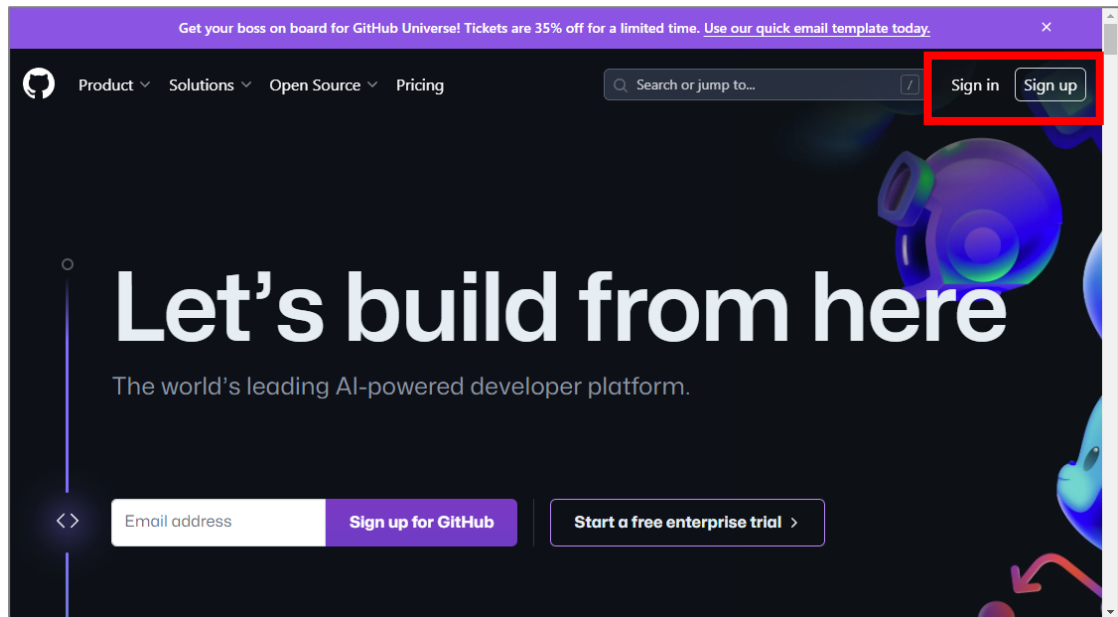 Get your boss on board for GitHub Universe! Tickets are 35% off for a limited time. Use our quick email template today.
Product Solutions Open Source Pricing Search or jump to... / Sign in Sign up
Let's build from here
The world's leading AI-powered developer platform.
Email address Sign up for GitHub Start a free enterprise trial